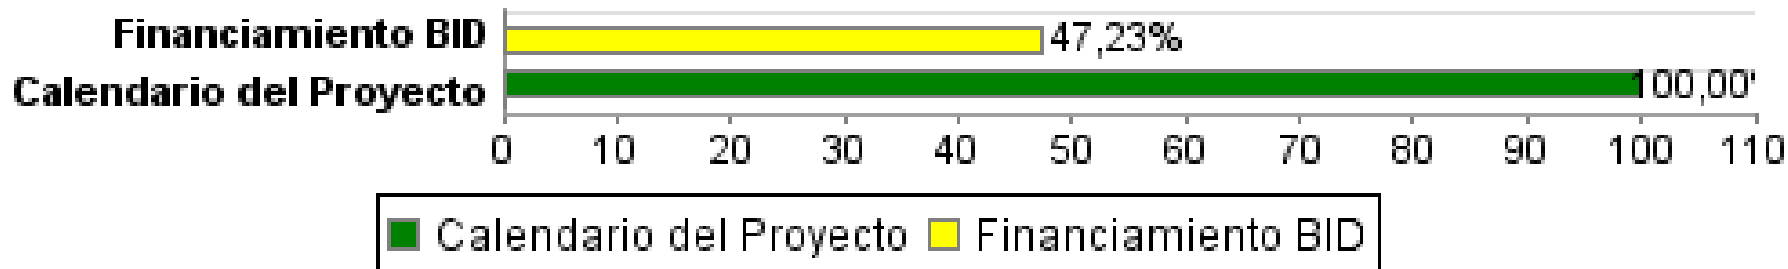 Financiamiento BID 47,23%
Calendario del Proyecto 100,00
0 10 20 30 40 50 60 70 80 90 100 110
Calendario del Proyecto Financiamiento BID